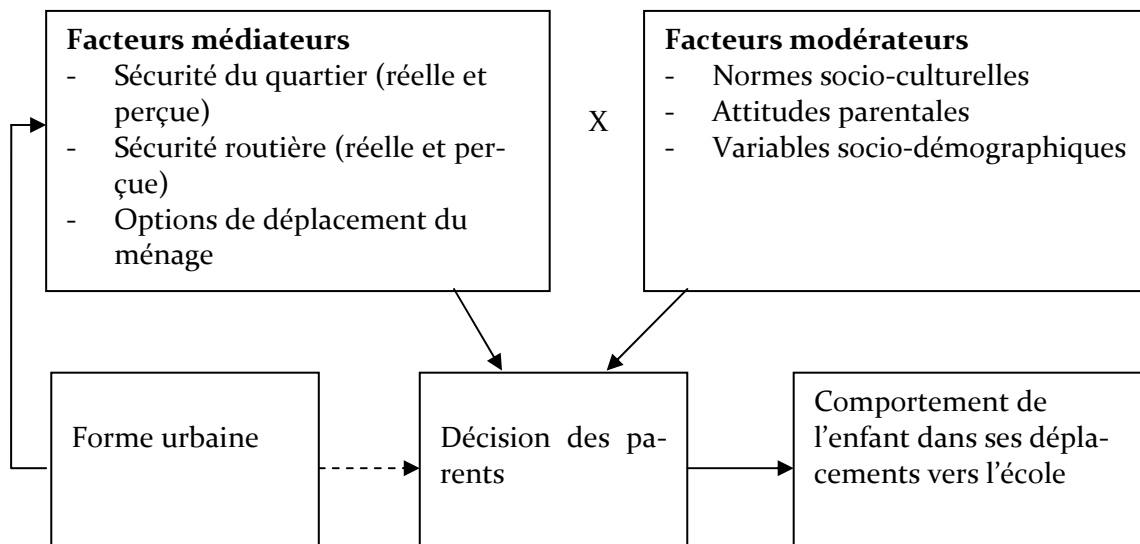 Facteurs médiateurs
- Sécurité du quartier (réelle et
perçue)
- Sécurité routière (réelle et per-
çue)
- Options de déplacement du
ménage
X
Facteurs modérateurs
- Normes socio-culturelles
- Attitudes parentales
- Variables socio-démographiques
Forme urbaine
Décision des pa-
rents
Comportement de
l'enfant dans ses dépla-
cements vers l'école